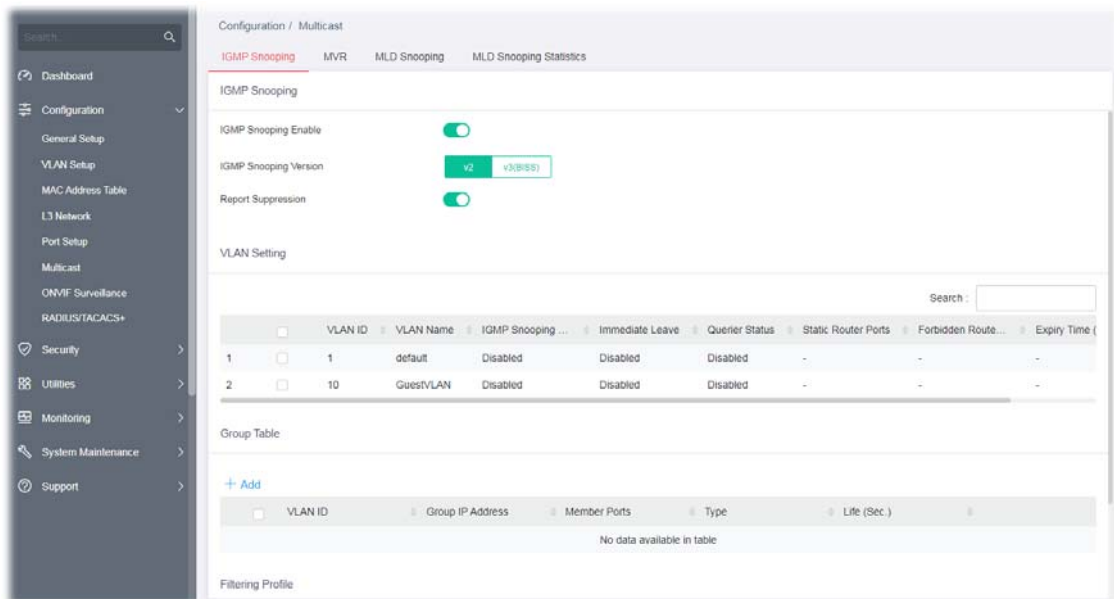 Search...
Dashboard
Configuration
General Setup
VLAN Setup
MAC Address Table
L3 Network
Port Setup
Multicast
ONVIF Surveillance
RADIUS/TACACS+
Security
Utilities
Monitoring
System Maintenance
Support
Configuration / Multicast
IGMP Snooping MVR MLD Snooping MLD Snooping Statistics
IGMP Snooping
IGMP Snooping Enable
IGMP Snooping Version v2 v3(BISS)
Report Suppression
VLAN Setting
Search :
VLAN ID VLAN Name IGMP Snooping ... Immediate Leave Querier Status Static Router Ports Forbidden Route... Expiry Time (
1 1 default Disabled Disabled Disabled - - -
2 10 GuestVLAN Disabled Disabled Disabled - - -
Group Table
+ Add
VLAN ID Group IP Address Member Ports Type Life (Sec.)
No data available in table
Filtering Profile